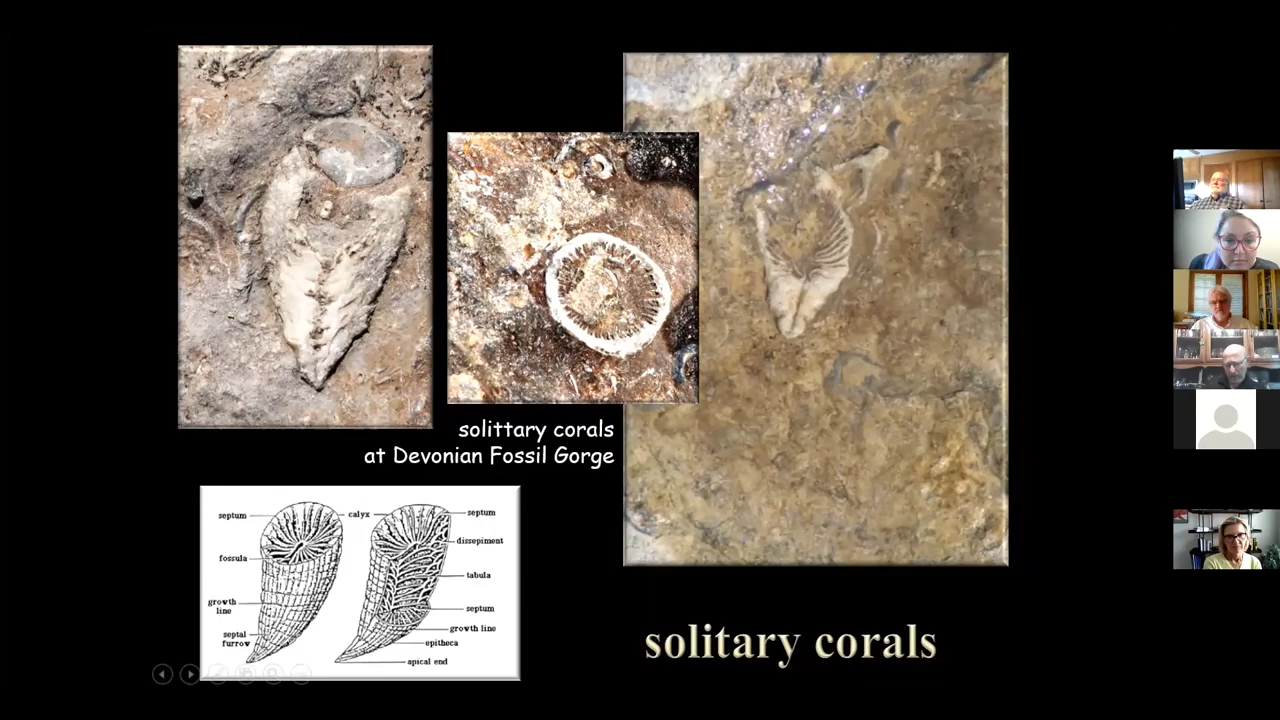 solittary corals
at Devonian Fossil Gorge
septum
calyx
septum
fossula
dissepiment
tabula
growth
line
septum
growth line
septal
furrow
epitheca
apical end
solitary corals